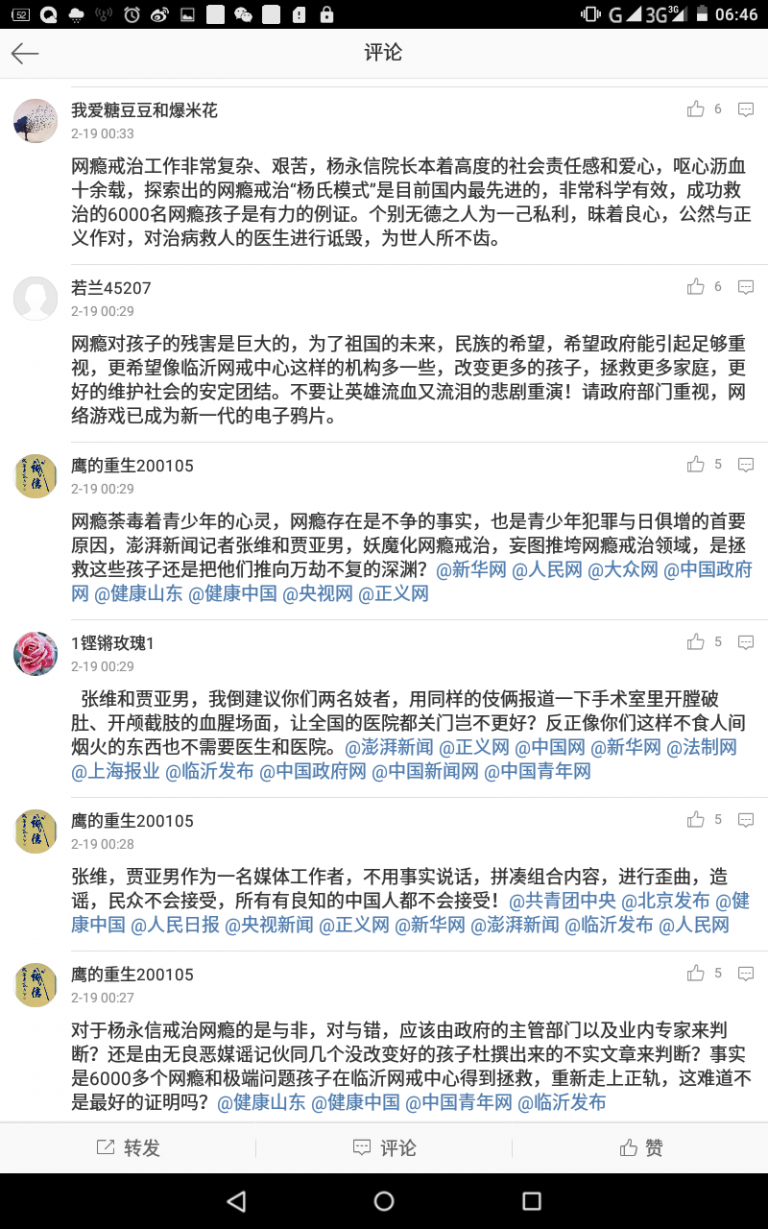 52
G
3G
3G
06:46
评论
我爱糖豆豆和爆米花
6
2-19 00:33
网瘾戒治工作非常复杂、艰苦，杨永信院长本着高度的社会责任感和爱心，呕心沥血
十余载，探索出的网瘾戒治“杨氏模式”是目前国内最先进的，非常科学有效，成功救
治的6000名网瘾孩子是有力的例证。个别无德之人为一己私利，昧着良心，公然与正
义作对，对治病救人的医生进行诋毁，为世人所不齿。
若兰45207
6
2-19 00:29
网瘾对孩子的残害是巨大的，为了祖国的未来，民族的希望，希望政府能引起足够重
视，更希望像临沂网戒中心这样的机构多一些，改变更多的孩子，拯救更多家庭，更
好的维护社会的安定团结。不要让英雄流血又流泪的悲剧重演！请政府部门重视，网
络游戏已成为新一代的电子鸦片。
鹰的重生200105
5
2-19 00:29
网瘾荼毒着青少年的心灵，网瘾存在是不争的事实，也是青少年犯罪与日俱增的首要
原因，澎湃新闻记者张维和贾亚男，妖魔化网瘾戒治，妄图推垮网瘾戒治领域，是拯
救这些孩子还是把他们推向万劫不复的深渊？@新华网 @人民网 @大众网 @中国政府
网 @健康山东 @健康中国 @央视网 @正义网
1铿锵玫瑰1
5
2-19 00:29
张维和贾亚男，我倒建议你们两名妓者，用同样的伎俩报道一下手术室里开膛破
肚、开颅截肢的血腥场面，让全国的医院都关门岂不更好？反正像你们这样不食人间
烟火的东西也不需要医生和医院。@澎湃新闻 @正义网 @中国网 @新华网 @法制网
@上海报业 @临沂发布 @中国政府网 @中国新闻网 @中国青年网
鹰的重生200105
5
2-19 00:28
张维，贾亚男作为一名媒体工作者，不用事实说话，拼凑组合内容，进行歪曲，造
谣，民众不会接受，所有有良知的中国人都不会接受！@共青团中央 @北京发布 @健
康中国 @人民日报 @央视新闻 @正义网 @新华网 @澎湃新闻 @临沂发布 @人民网
鹰的重生200105
5
2-19 00:27
对于杨永信戒治网瘾的是与非，对与错，应该由政府的主管部门以及业内专家来判
断？还是由无良恶媒谣记伙同几个没改变好的孩子杜撰出来的不实文章来判断？事实
是6000多个网瘾和极端问题孩子在临沂网戒中心得到拯救，重新走上正轨，这难道不
是最好的证明吗？@健康山东 @健康中国 @中国青年网 @临沂发布
转发
评论
赞